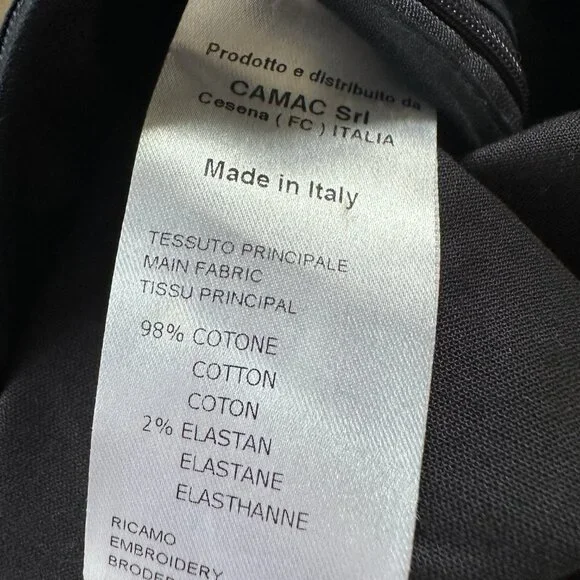 Prodotto e distribuito da
CAMAC Srl
Cesena ( FC ) ITALIA
Made in Italy
TESSUTO PRINCIPALE
MAIN FABRIC
TISSU PRINCIPAL
98% COTONE
COTTON
COTON
2% ELASTAN
ELASTANE
ELASTHANNE
RICAMO
EMBROIDERY